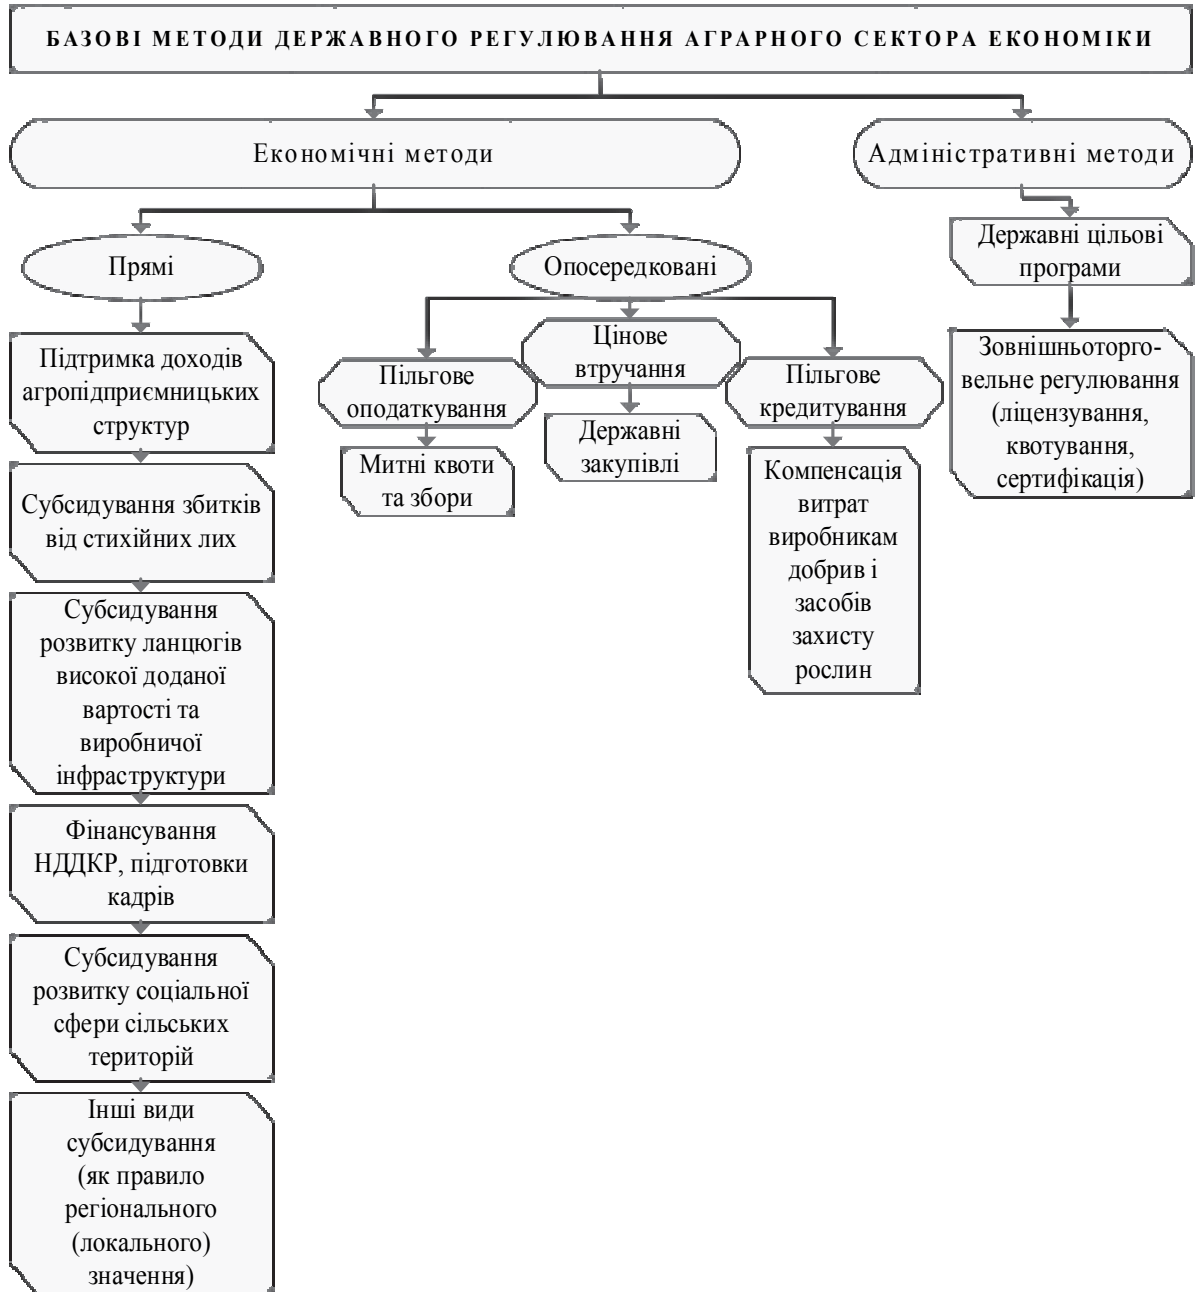 БАЗОВІ МЕТОДИ ДЕРЖАВНОГО РЕГУЛЮВАННЯ АГРАРНОГО СЕКТОРА ЕКОНОМІКИ
Економічні методи
Адміністративні методи
Прямі
Опосередковані
Державні цільові
програми
Підтримка доходів
агропідприємницьких
структур
Субсидування збитків
від стихійних лих
Субсидування
розвитку ланцюгів
високої доданої
вартості та
виробничої
інфраструктури
Фінансування
НДДКР, підготовки
кадрів
Субсидування
розвитку соціальної
сфери сільських
територій
Інші види
субсидування
(як правило
регіонального
(локального)
значення)
Пільгове
оподаткування
Митні квоти
та збори
Цінове
втручання
Державні
закупівлі
Пільгове
кредитування
Компенсація
витрат
виробникам
добрив і
засобів
захисту
рослин
Зовнішньоторго-
вельне регулювання
(ліцензування,
квотування,
сертифікація)